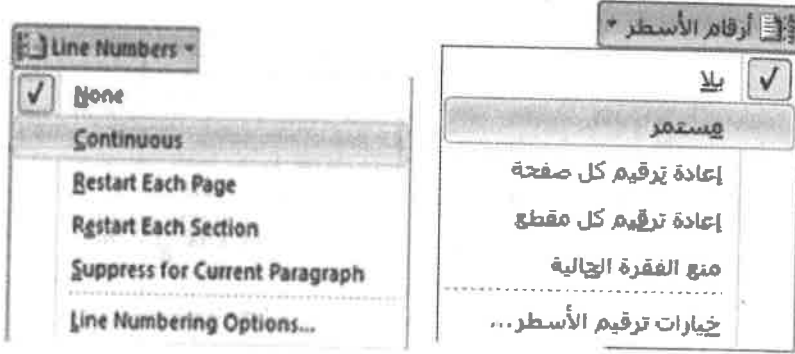 Line Numbers
None
Continuous
Restart Each Page
Restart Each Section
Suppress for Current Paragraph
Line Numbering Options...
أرقام الأسطر
بلا
مستمر
إعادة ترقيم كل صفحة
إعادة ترقيم كل مقطع
منع الفقرة الحالية
خيارات ترقيم الأسطر...